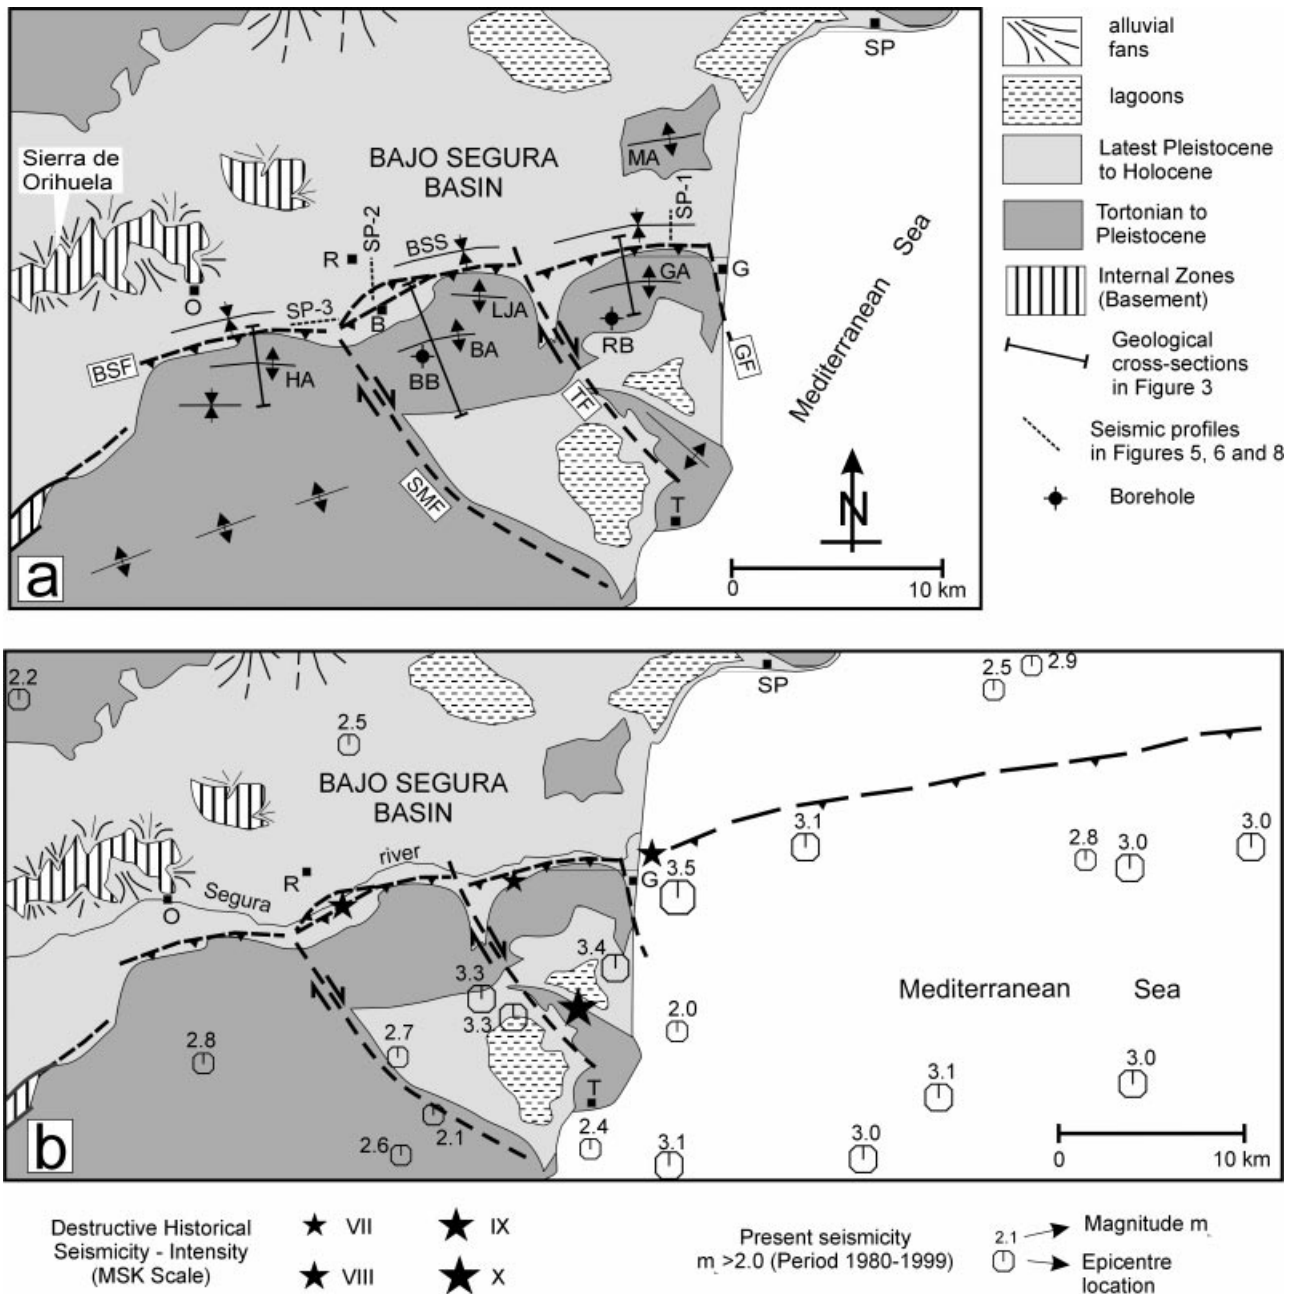 SP
alluvial
fans
lagoons
Latest Pleistocene
to Holocene
Tortonian to
Pleistocene
Internal Zones
(Basement)
Geological
cross-sections
in Figure 3
Seismic profiles
in Figures 5, 6 and 8
Borehole
Sierra de
Orihuela
BAJO SEGURA
BASIN
MA
SP-1
SP-2
BSS
R
G
O
SP-3
B
LJA
GA
RB
BSF
HA
BA
BB
GF
TF
SMF
T
Mediterranean Sea
N
0 10 km
a
2.2
SP
2.5
2.9
2.5
BAJO SEGURA
BASIN
river
R
Segura
O
G
3.5
3.1
2.8
3.0
3.0
3.4
3.3
3.3
2.0
Mediterranean Sea
2.8
2.7
T
2.1
2.6
2.4
3.1
3.0
3.1
3.0
0 10 km
b
Destructive Historical
Seismicity - Intensity
(MSK Scale)
VII
IX
VIII
X
Present seismicity
m >2.0 (Period 1980-1999)
2.1
Magnitude m
Epicentre
location